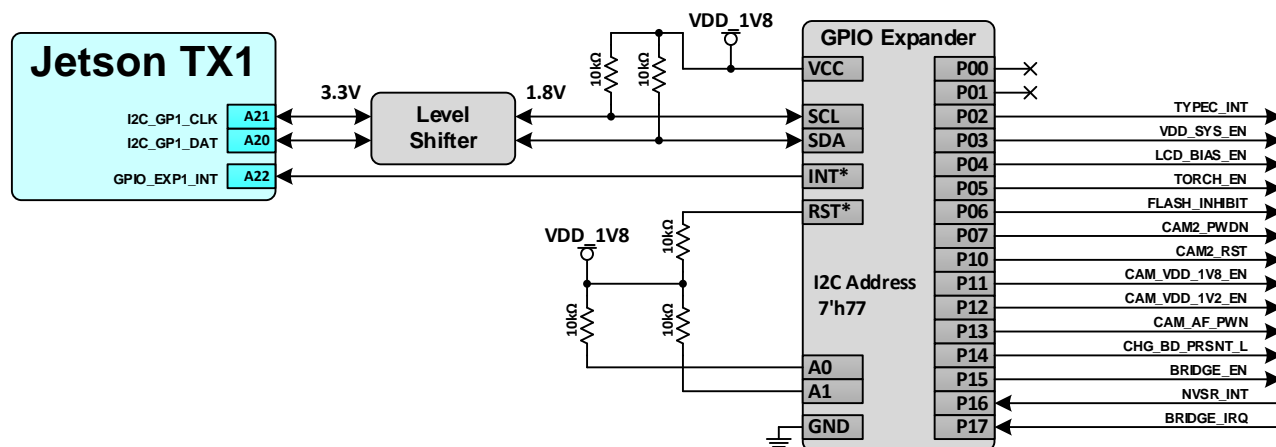 Jetson TX1
I2C_GP1_CLK
A21
I2C_GP1_DAT
A20
GPIO_EXP1_INT
A22
3.3V
Level
Shifter
1.8V
10kΩ
10kΩ
VDD_1V8
VDD_1V8
10kΩ
10kΩ
10kΩ
GPIO Expander
VCC
SCL
SDA
INT*
RST*
I2C Address
7'h77
A0
A1
GND
P00
P01
P02
TYPEC_INT
P03
VDD_SYS_EN
P04
LCD_BIAS_EN
P05
TORCH_EN
P06
FLASH_INHIBIT
P07
CAM2_PWDN
P10
CAM2_RST
P11
CAM_VDD_1V8_EN
P12
CAM_VDD_1V2_EN
P13
CAM_AF_PWN
P14
CHG_BD_PRSNT_L
P15
BRIDGE_EN
P16
NVSR_INT
P17
BRIDGE_IRQ